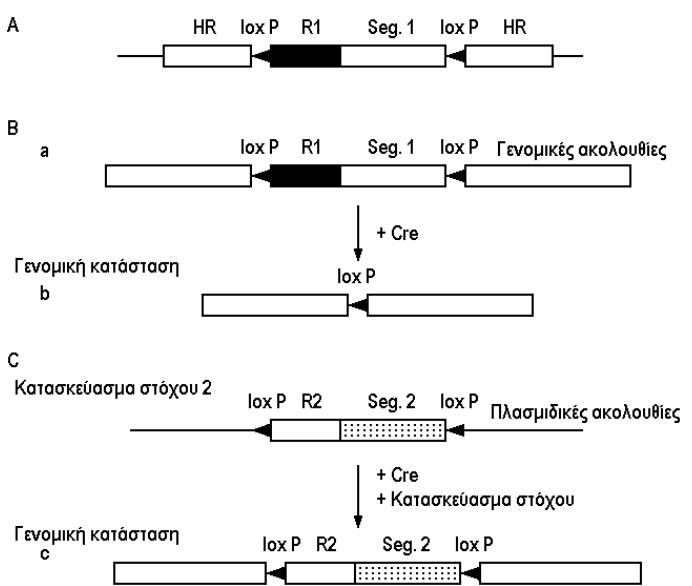 A
HR lox P R1 Seg. 1 lox P HR
B
a
lox P R1 Seg. 1 lox P Γενομικές ακολουθίες
+ Cre
Γενομική κατάσταση
b
lox P
C
Κατασκεύασμα στόχου 2
lox P R2 Seg. 2 lox P Πλασμιδικές ακολουθίες
+ Cre
+ Κατασκεύασμα στόχου
Γενομική κατάσταση
c
lox P R2 Seg. 2 lox P